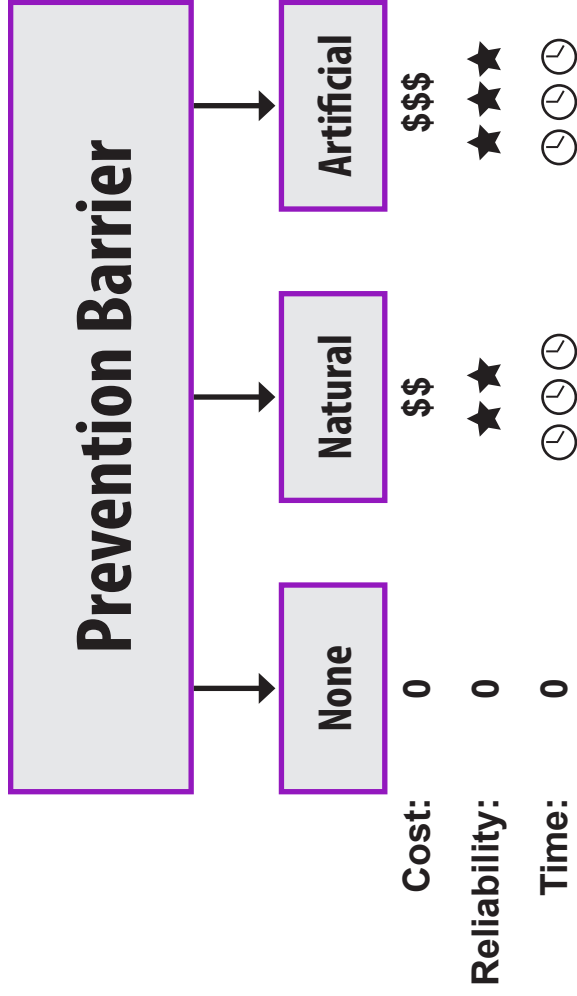 Prevention Barrier
None Natural Artificial
Cost: 0 $$ $$$
Reliability: 0 ★★ ★★★
Time: 0